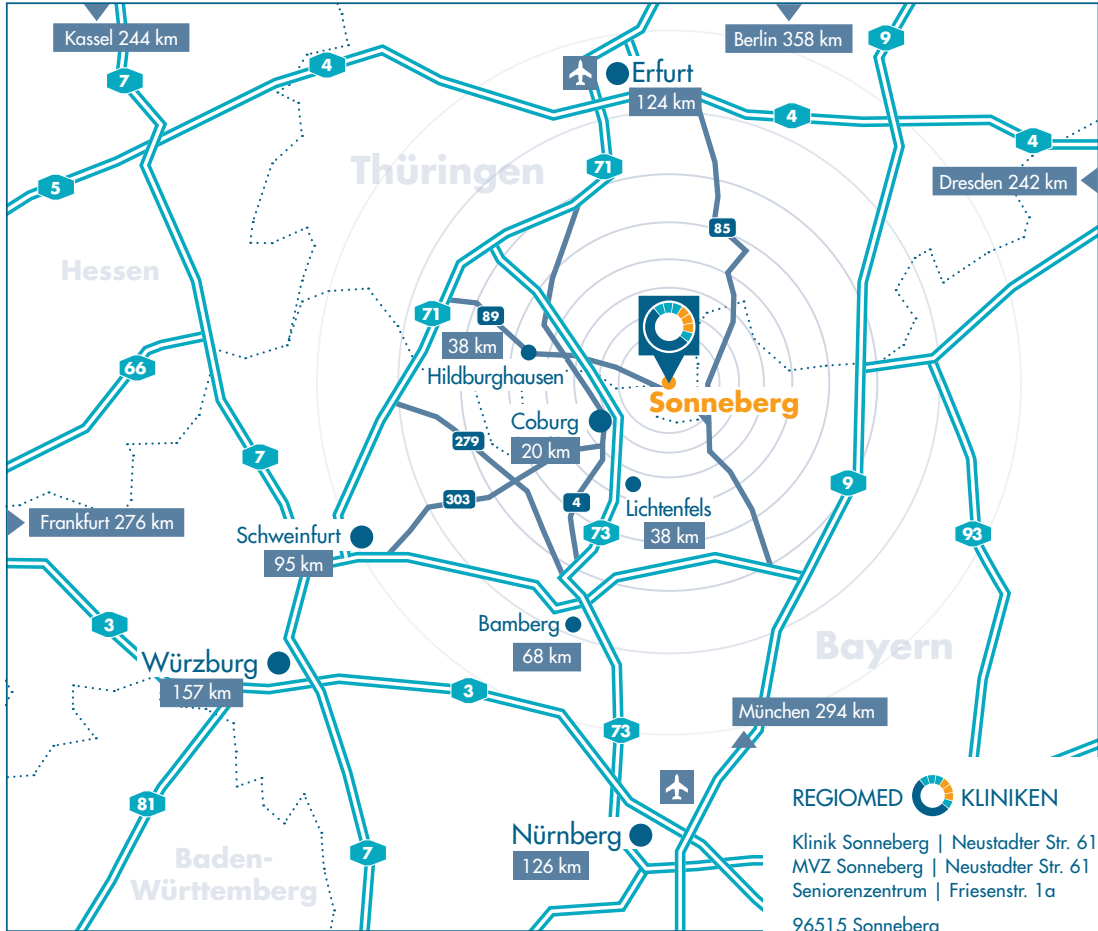 Kassel 244 km
Berlin 358 km
9
7
4
Erfurt
124 km
4
4
5
Thüringen
71
Dresden 242 km
85
Hessen
71
89
38 km
Hildburghausen
66
Sonneberg
Coburg
20 km
279
7
303
4
9
Lichtenfels
38 km
Frankfurt 276 km
Schweinfurt
95 km
73
93
3
Bamberg
68 km
Bayern
Würzburg
157 km
3
München 294 km
73
81
Nürnberg
126 km
7
Baden-
Württemberg
REGIOMED KLINIKEN
Klinik Sonneberg | Neustadter Str. 61
MVZ Sonneberg | Neustadter Str. 61
Seniorenzentrum | Friesenstr. 1a
96515 Sonneberg